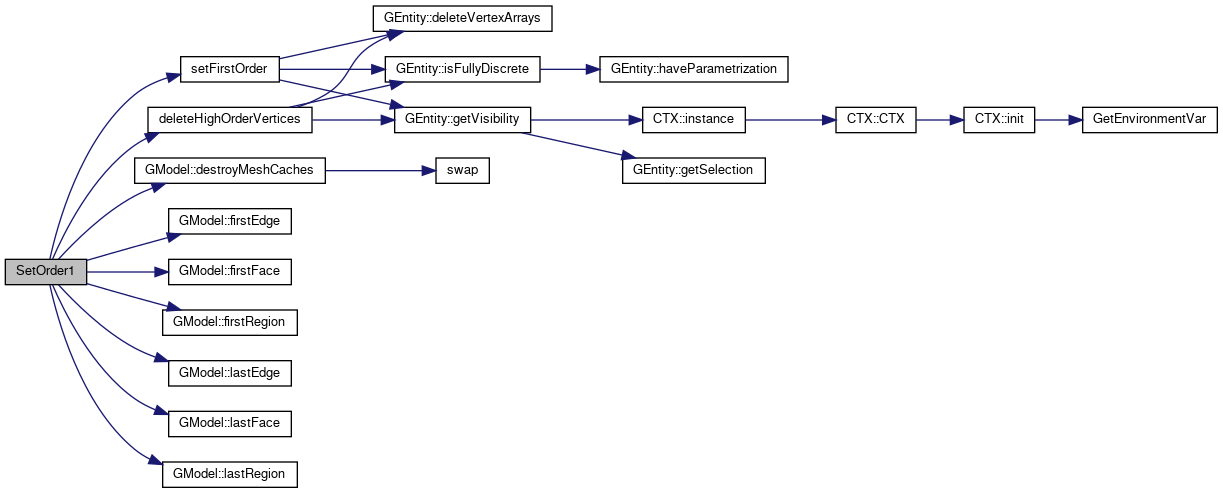 GEntity::deleteVertexArrays
setFirstOrder
GEntity::isFullyDiscrete
GEntity::haveParametrization
deleteHighOrderVertices
GEntity::getVisibility
CTX::instance
CTX::CTX
CTX::init
GetEnvironmentVar
GModel::destroyMeshCaches
swap
GEntity::getSelection
GModel::firstEdge
SetOrder1
GModel::firstFace
GModel::firstRegion
GModel::lastEdge
GModel::lastFace
GModel::lastRegion